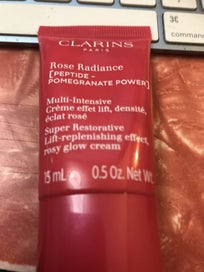 ⌘
command
CLARINS
PARIS
Rose Radiance
[PEPTIDE -
POMEGRANATE POWER]
Multi-Intensive
Crème effet lift, densité,
éclat rosé
Super Restorative
Lift-replenishing effect,
rosy glow cream
15 mL 0.5 Oz. Net